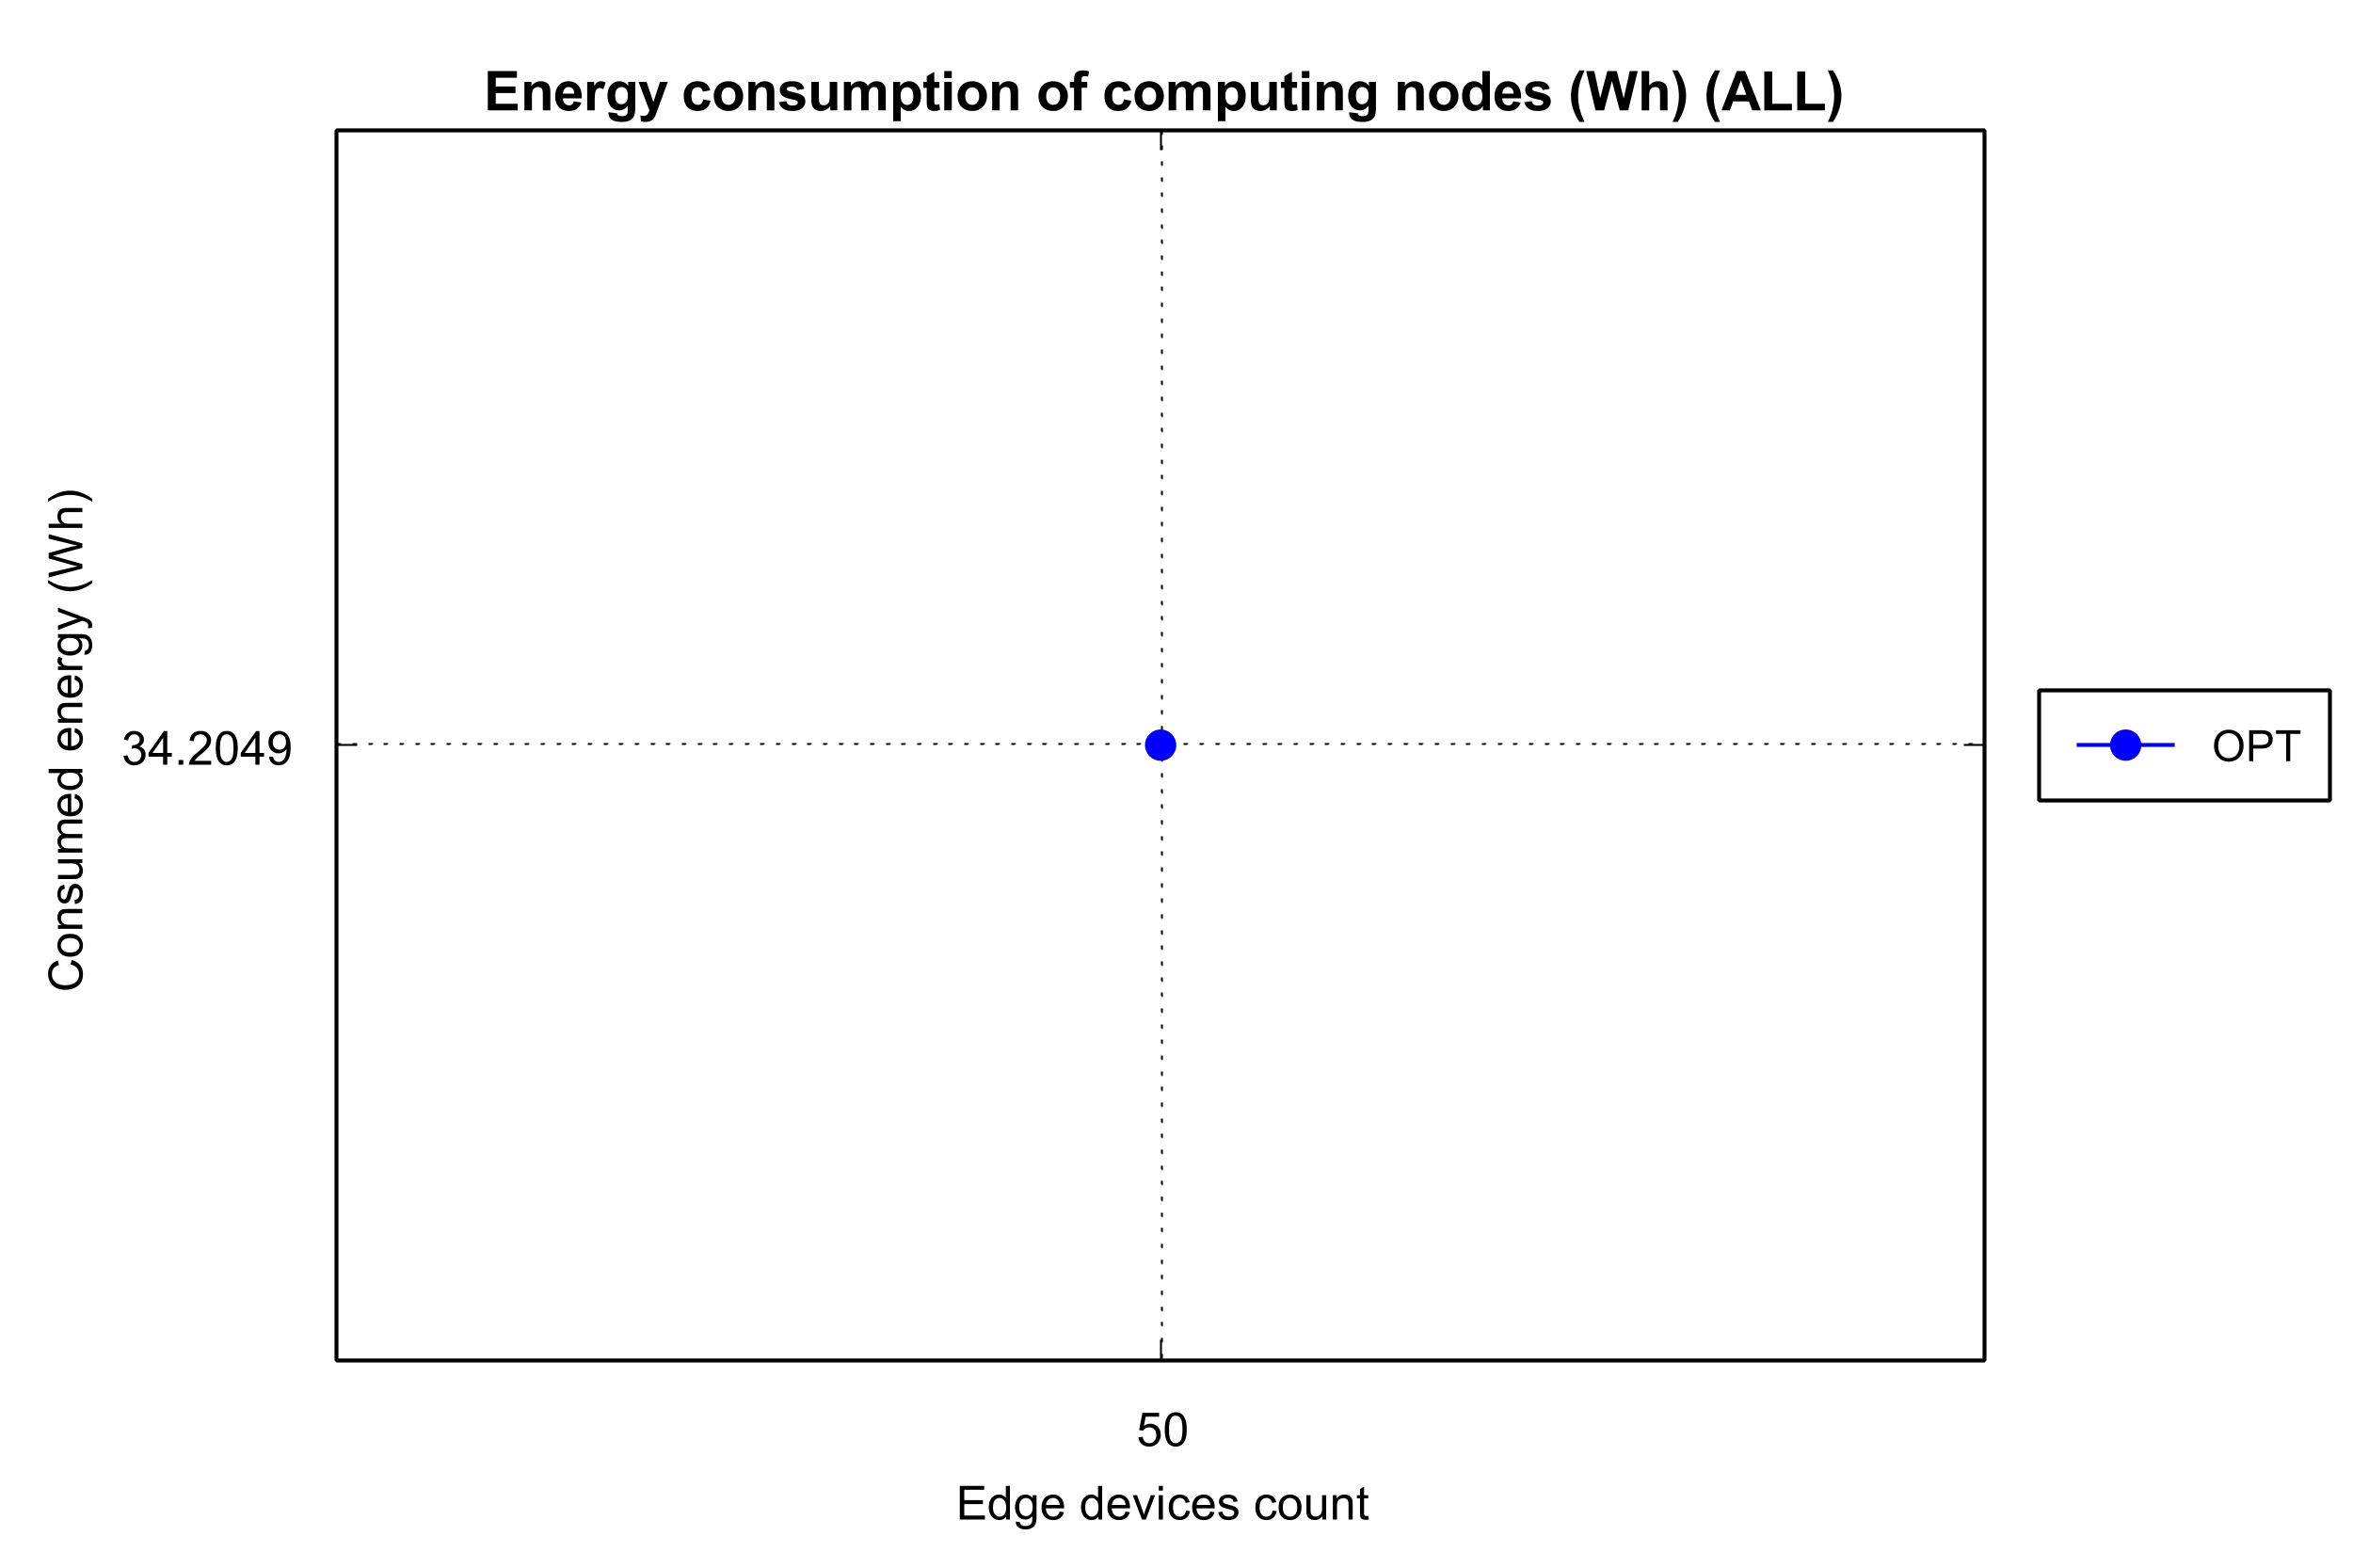 Energy consumption of computing nodes (Wh) (ALL)
Consumed energy (Wh)
34.2049
OPT
50
Edge devices count